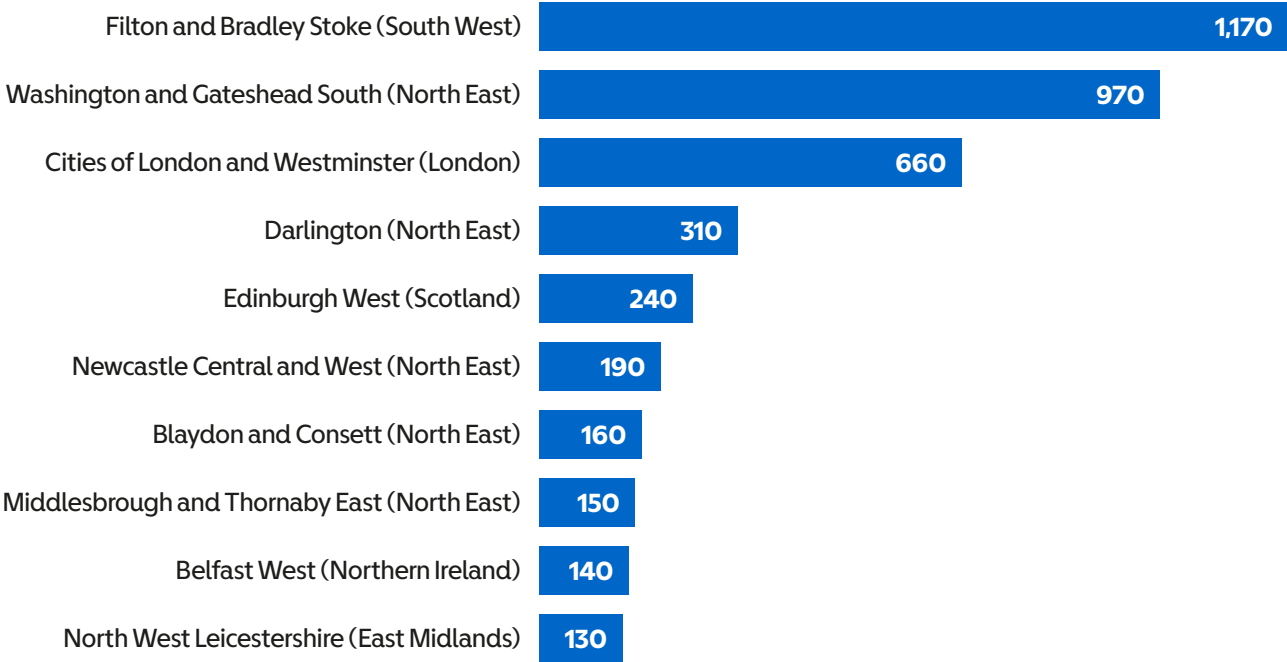 Filton and Bradley Stoke (South West) 1,170
Washington and Gateshead South (North East) 970
Cities of London and Westminster (London) 660
Darlington (North East) 310
Edinburgh West (Scotland) 240
Newcastle Central and West (North East) 190
Blaydon and Consett (North East) 160
Middlesbrough and Thornaby East (North East) 150
Belfast West (Northern Ireland) 140
North West Leicestershire (East Midlands) 130